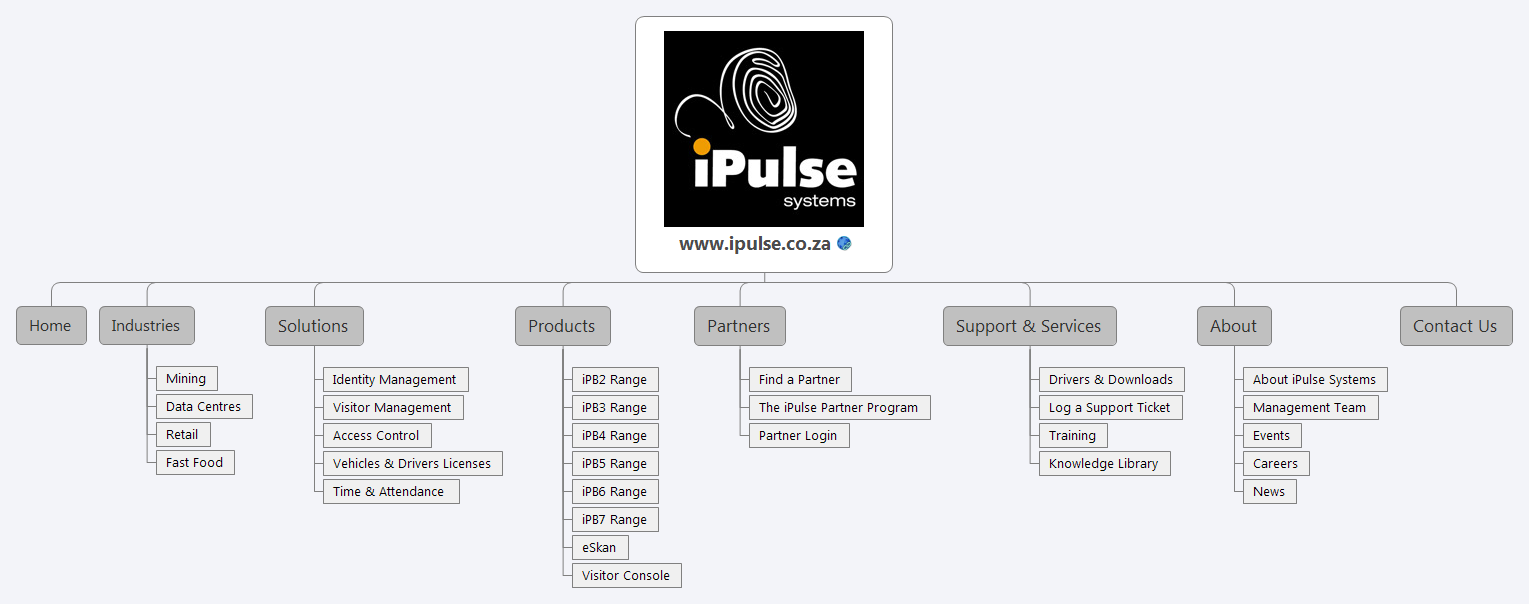 iPulse
systems
www.ipulse.co.za
Home
Industries
Mining
Data Centres
Retail
Fast Food
Solutions
Identity Management
Visitor Management
Access Control
Vehicles & Drivers Licenses
Time & Attendance
Products
iPB2 Range
iPB3 Range
iPB4 Range
iPB5 Range
iPB6 Range
iPB7 Range
eSkan
Visitor Console
Partners
Find a Partner
The iPulse Partner Program
Partner Login
Support & Services
Drivers & Downloads
Log a Support Ticket
Training
Knowledge Library
About
About iPulse Systems
Management Team
Events
Careers
News
Contact Us